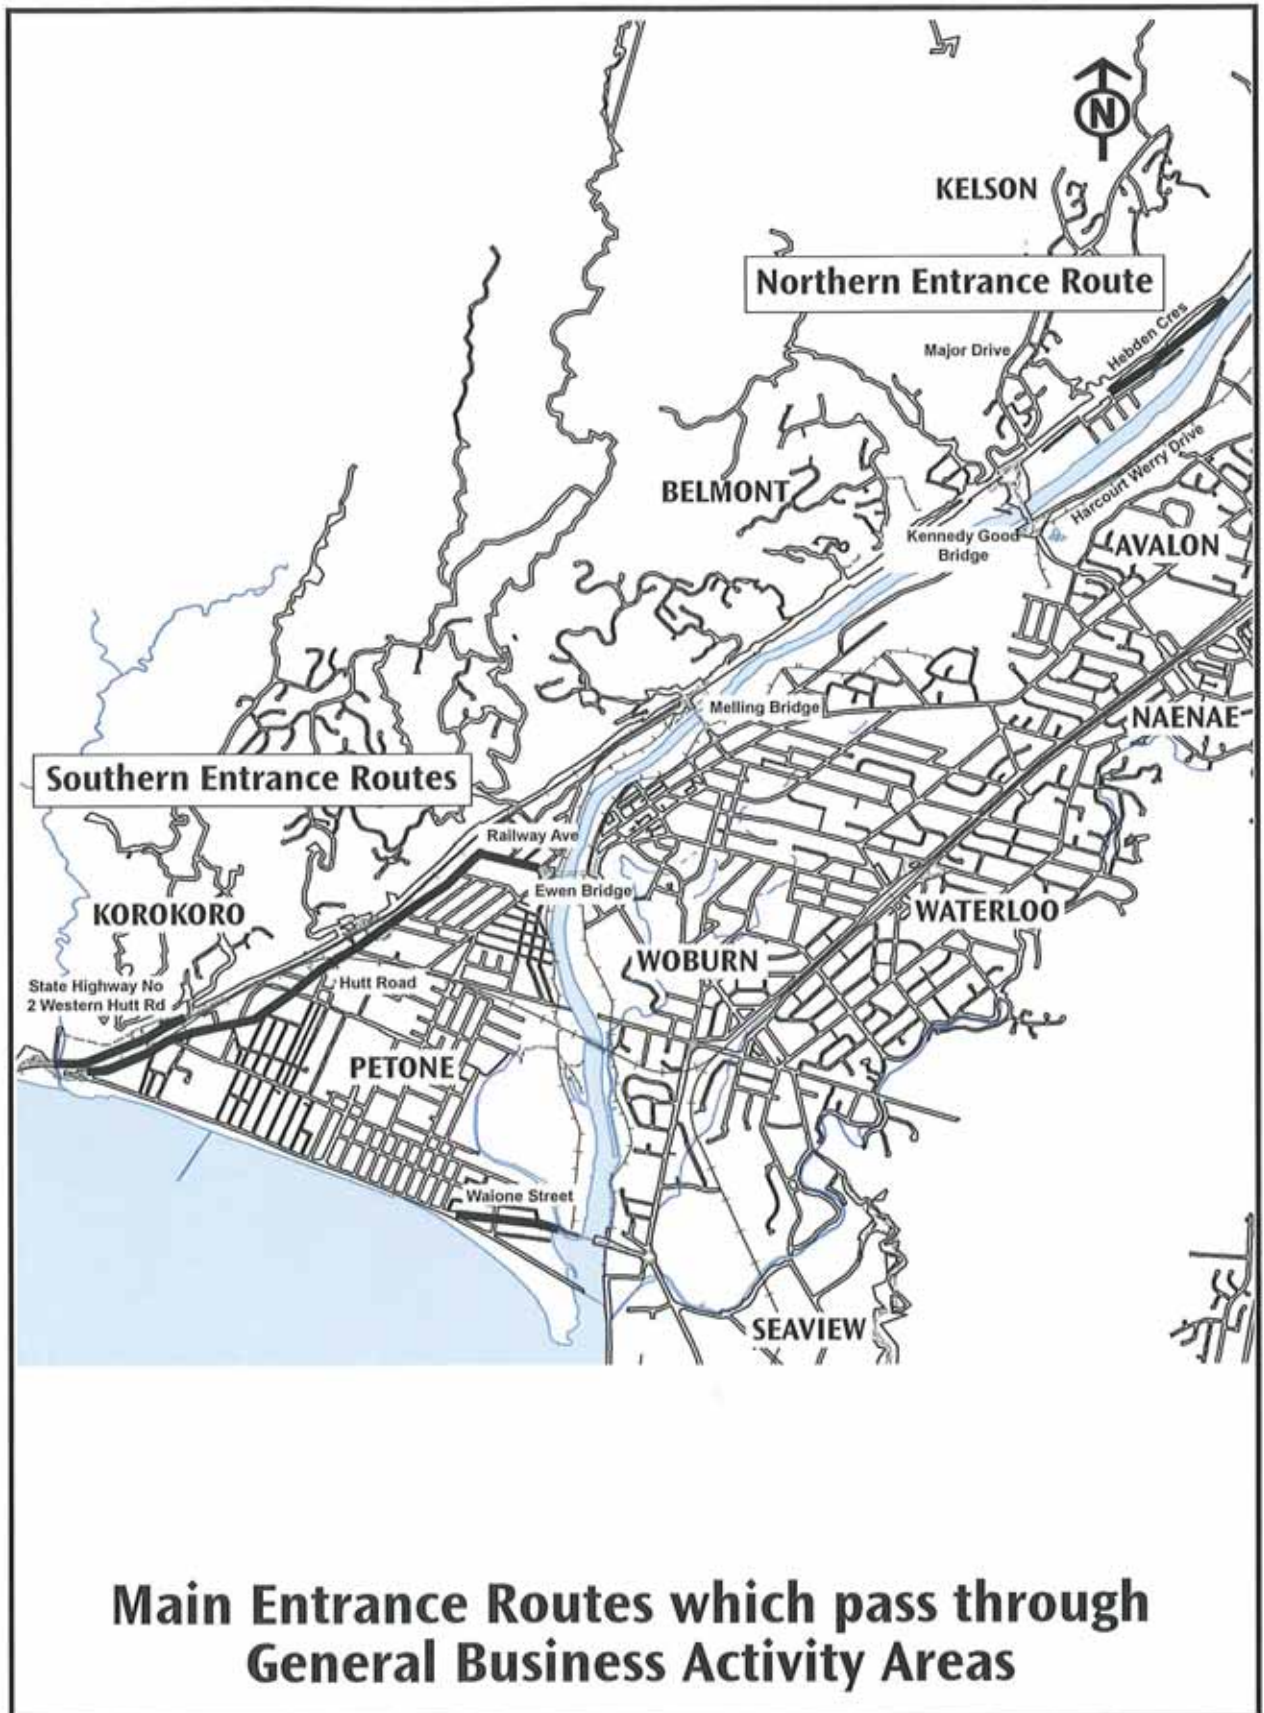 N
KELSON
Northern Entrance Route
Hebden Cres
Major Drive
Harcourt Werry Drive
BELMONT
Kennedy Good
Bridge
AVALON
Melling Bridge
NAENAE
Southern Entrance Routes
Railway Ave
Ewen Bridge
KOROKORO
WATERLOO
WOBURN
State Highway No
2 Western Hutt Rd
Hutt Road
PETONE
Waione Street
SEAVIEW
Main Entrance Routes which pass through
General Business Activity Areas